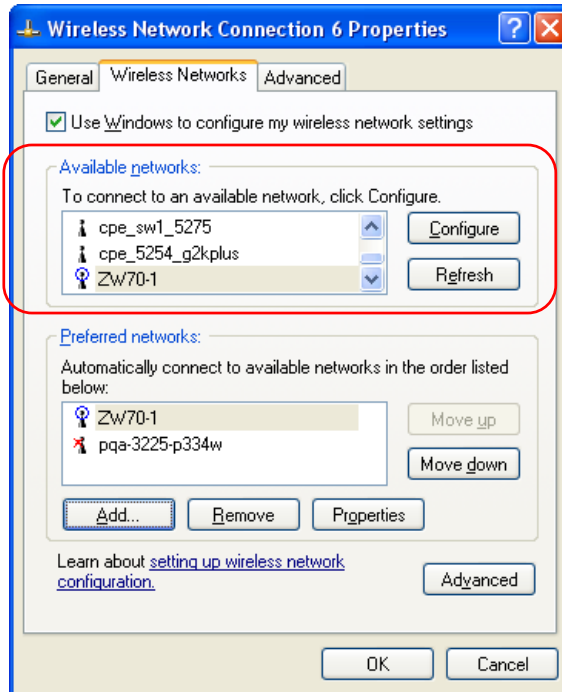 Wireless Network Connection 6 Properties
General Wireless Networks Advanced
Use Windows to configure my wireless network settings
Available networks:
To connect to an available network, click Configure.
cpe_sw1_5275
cpe_5254_g2kplus
ZW70-1
Configure
Refresh
Preferred networks:
Automatically connect to available networks in the order listed
below:
ZW70-1
pqa-3225-p334w
Move up
Move down
Add... Remove Properties
Learn about setting up wireless network
configuration.
Advanced
OK Cancel